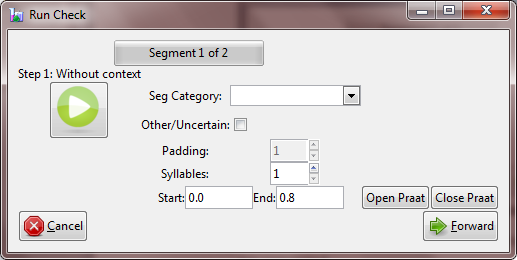 Run Check
Segment 1 of 2
Step 1: Without context
Seg Category:
Other/Uncertain:
Padding: 1
Syllables: 1
Start: 0.0 End: 0.8 Open Praat Close Praat
Cancel Forward